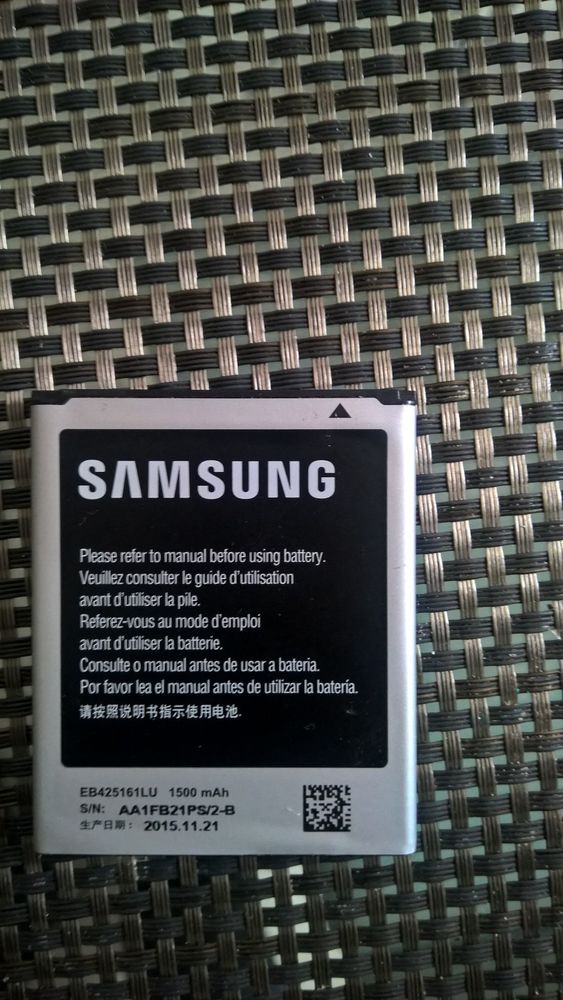 SAMSUNG
Please refer to manual before using battery.
Veuillez consulter le guide d'utilisation
avant d'utiliser la pile.
Referez-vous au mode d'emploi
avant d'utiliser la batterie.
Consulte o manual antes de usar a bateria.
Por favor lea el manual antes de utilizar la batería.
请按照说明书指示使用电池.
EB425161LU 1500 mAh
S/N: AA1FB21PS/2-B
生产日期: 2015.11.21